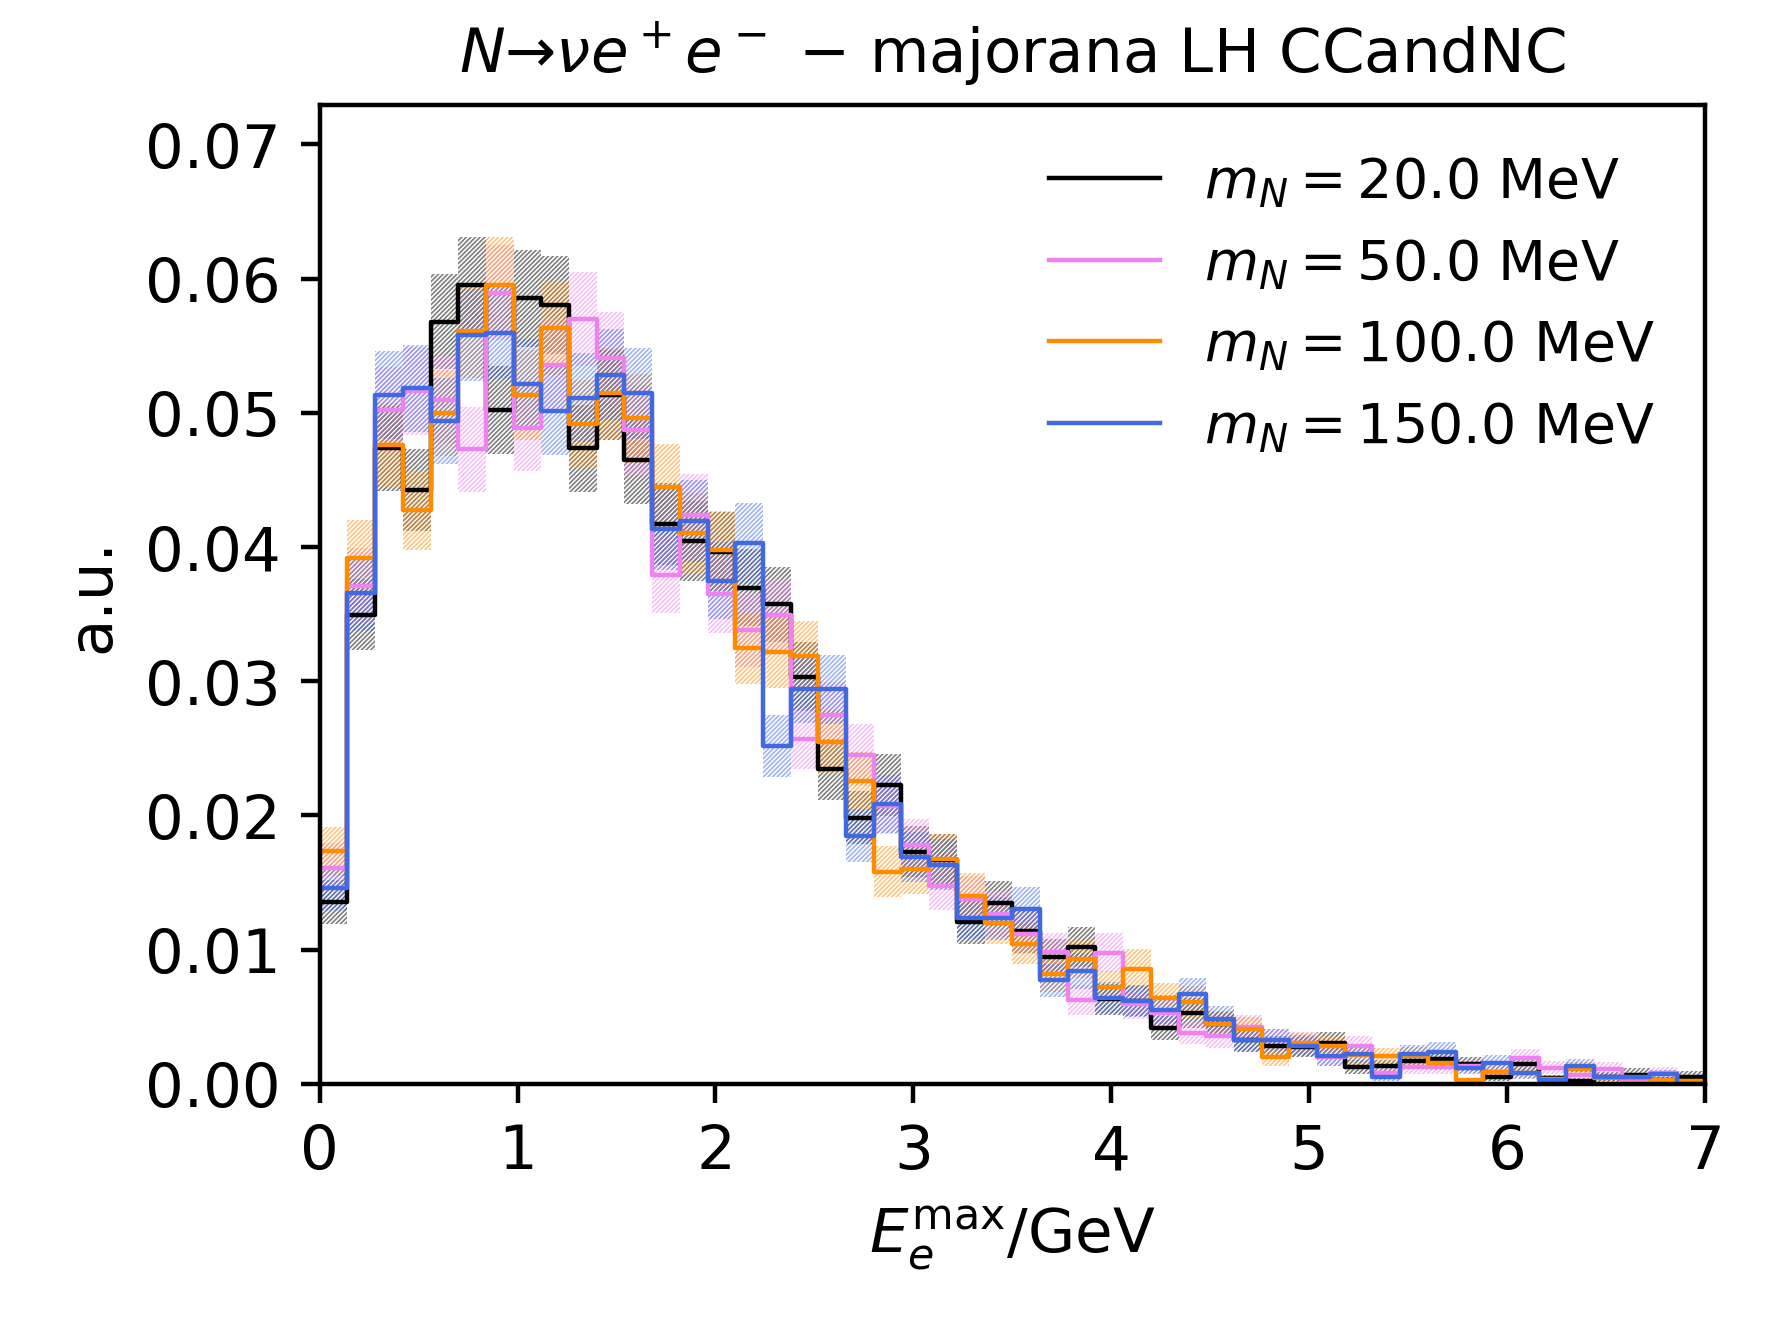 N→νe⁺e⁻ − majorana LH CCandNC
0.07
0.06
0.05
0.04
0.03
0.02
0.01
0.00
a.u.
m_N = 20.0 MeV
m_N = 50.0 MeV
m_N = 100.0 MeV
m_N = 150.0 MeV
0 1 2 3 4 5 6 7
E_e^max/GeV